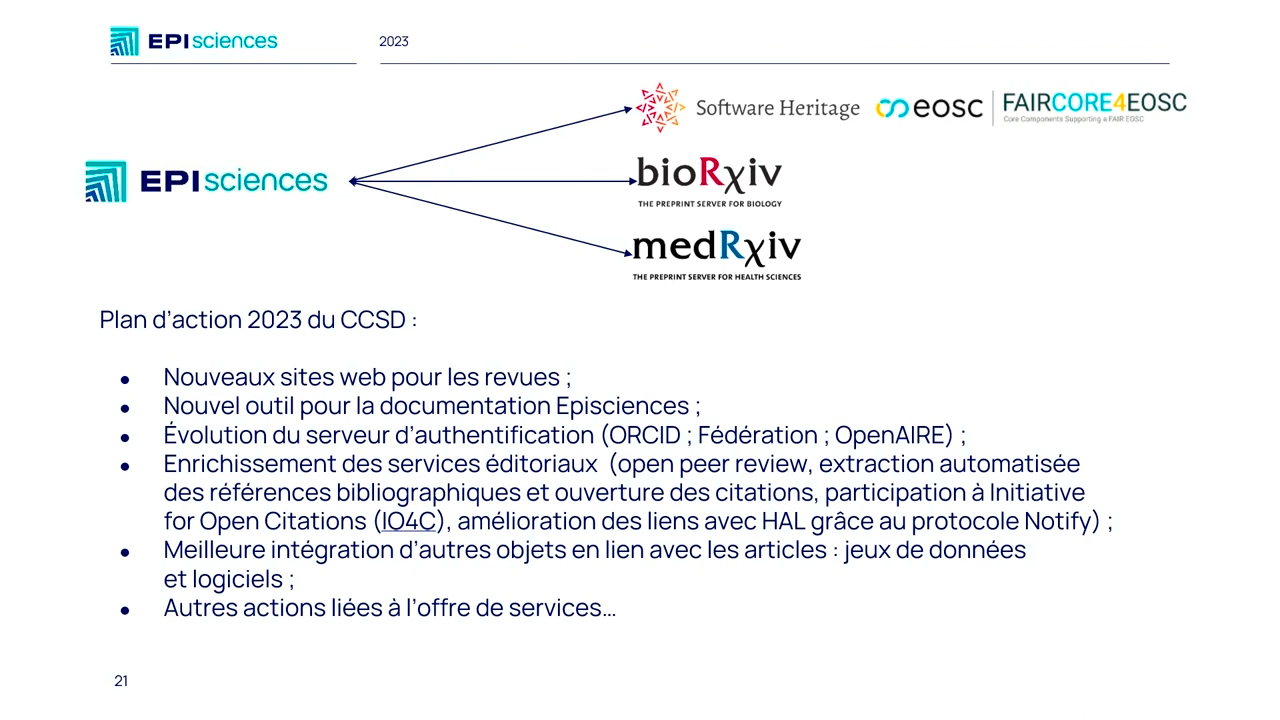 EPIsciences
2023
Software Heritage
eosc
FAIRCORE4EOSC
Core Components Supporting a FAIR EOSC
EPIsciences
bioRχiv
THE PREPRINT SERVER FOR BIOLOGY
medRχiv
THE PREPRINT SERVER FOR HEALTH SCIENCES
Plan d’action 2023 du CCSD :
● Nouveaux sites web pour les revues ;
● Nouvel outil pour la documentation Episciences ;
● Évolution du serveur d’authentification (ORCID ; Fédération ; OpenAIRE) ;
● Enrichissement des services éditoriaux (open peer review, extraction automatisée
des références bibliographiques et ouverture des citations, participation à Initiative
for Open Citations (IO4C), amélioration des liens avec HAL grâce au protocole Notify) ;
● Meilleure intégration d’autres objets en lien avec les articles : jeux de données
et logiciels ;
● Autres actions liées à l’offre de services…
21